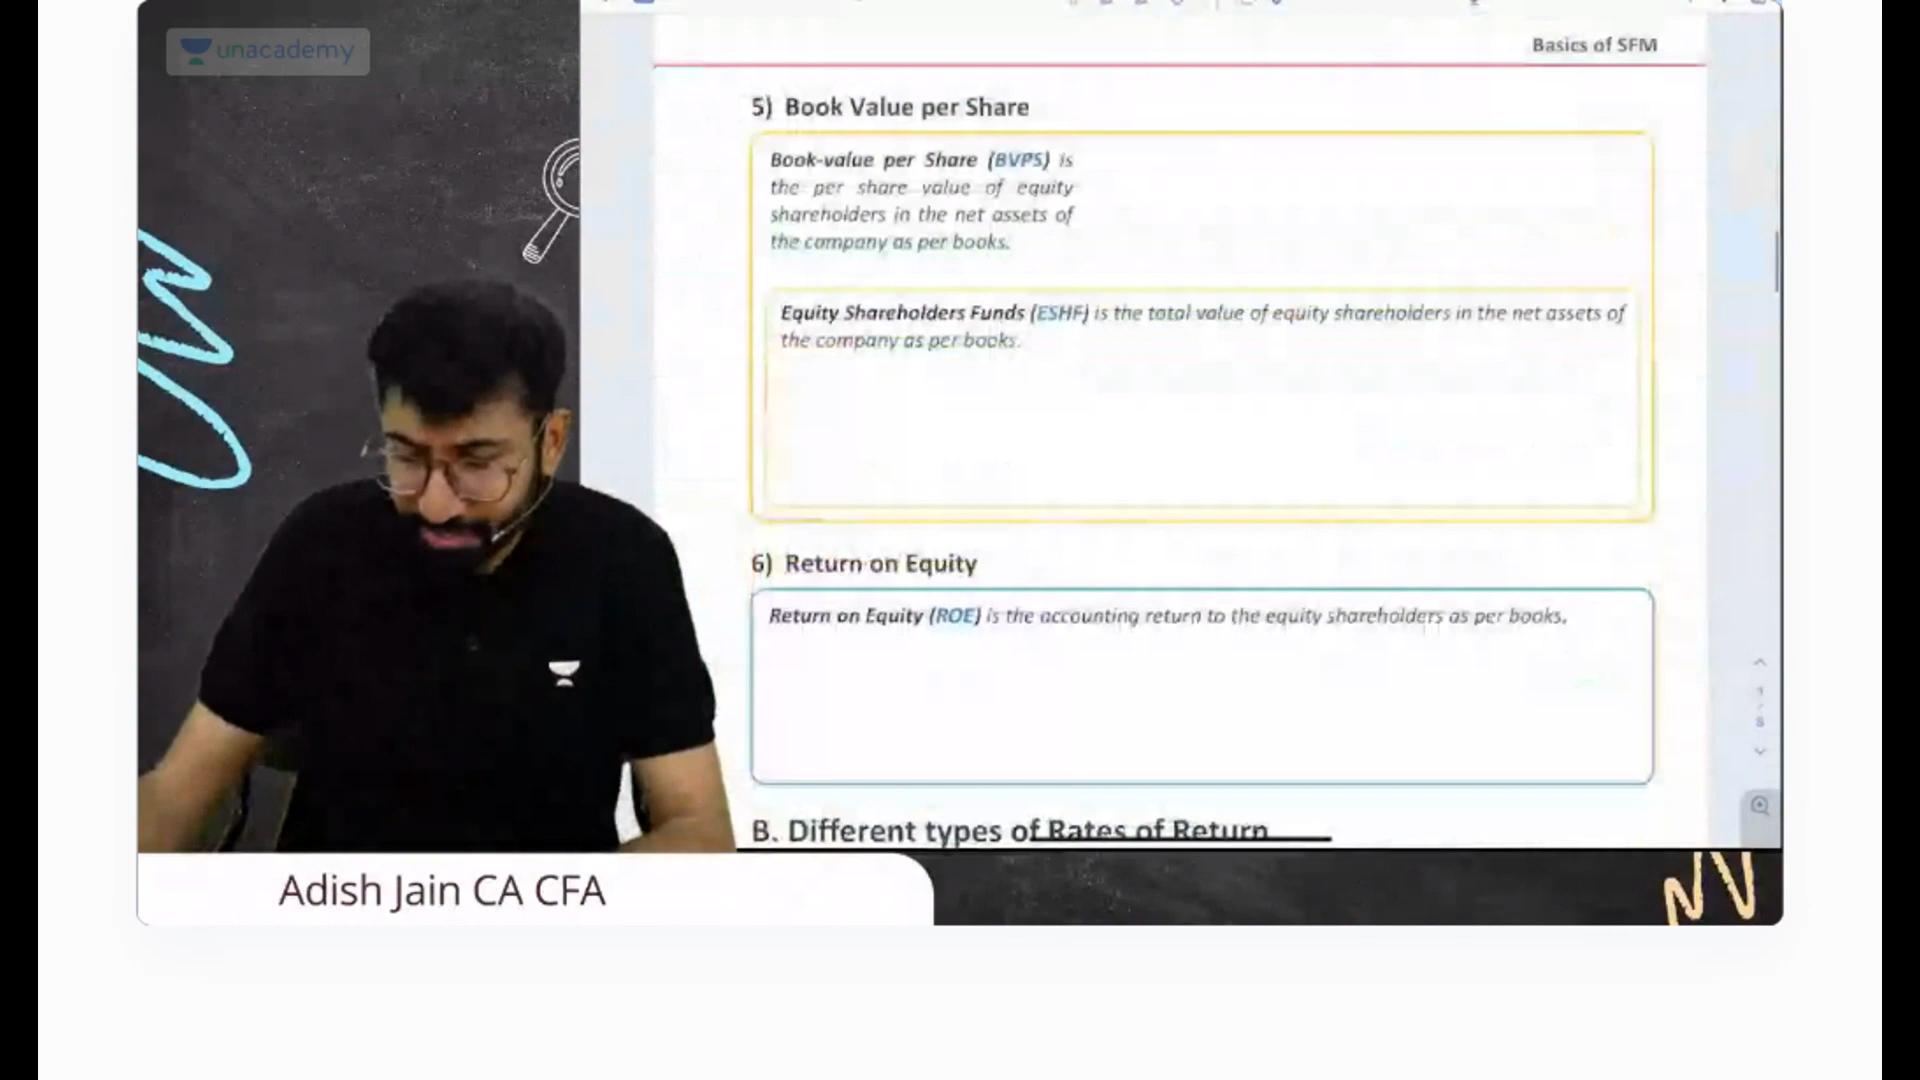 unacademy
Basics of SFM
5) Book Value per Share
Book-value per Share (BVPS) is
the per share value of equity
shareholders in the net assets of
the company as per books.
Equity Shareholders Funds (ESHF) is the total value of equity shareholders in the net assets of
the company as per books.
6) Return on Equity
Return on Equity (ROE) is the accounting return to the equity shareholders as per books.
1
/
8
B. Different types of Rates of Return
Adish Jain CA CFA